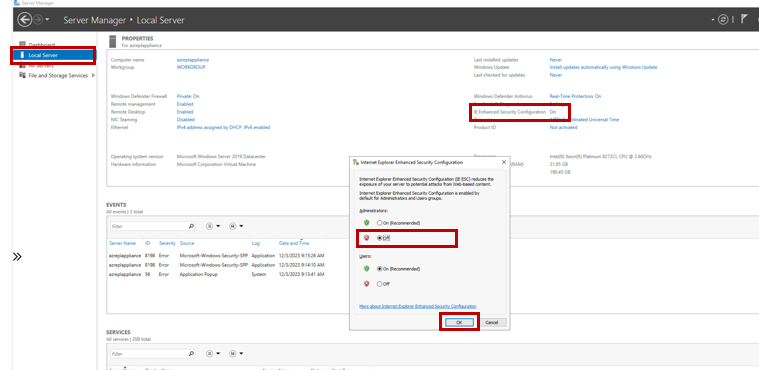 Server Manager
Server Manager • Local Server
Dashboard
Local Server
All Servers
File and Storage Services
PROPERTIES
For azreplappliance
Computer name azreplappliance
Workgroup WORKGROUP
Last installed updates Never
Windows Update Install updates automatically using Windows Update
Last checked for updates Never
Windows Defender Firewall Private On
Remote management Enabled
Remote Desktop Enabled
NIC Teaming Disabled
Ethernet IPv4 address assigned by DHCP, IPv6 enabled
Windows Defender Antivirus Real-Time Protection On
IE Enhanced Security Configuration On
Coordinated Universal Time
Product ID Not activated
Operating system version Microsoft Windows Server 2019 Datacenter
Hardware information Microsoft Corporation Virtual Machine
Intel(R) Xeon(R) Platinum 8272CL CPU @ 2.60GHz
(RAM) 31.95 GB
190.45 GB
Internet Explorer Enhanced Security Configuration
Internet Explorer Enhanced Security Configuration (IE ESC) reduces the
exposure of your server to potential attacks from Web-based content.
Internet Explorer Enhanced Security Configuration is enabled by
default for Administrators and Users groups.
Administrators:
On (Recommended)
Off
Users:
On (Recommended)
Off
More about Internet Explorer Enhanced Security Configuration
OK Cancel
EVENTS
All events | 3 total
Filter
Server Name ID Severity Source Log Date and Time
azreplappliance 8198 Error Microsoft-Windows-Security-SPP Application 12/3/2023 9:15:26 AM
azreplappliance 8198 Error Microsoft-Windows-Security-SPP Application 12/3/2023 9:14:10 AM
azreplappliance 56 Error Application Popup System 12/3/2023 9:13:41 AM
SERVICES
All services | 208 total
Filter